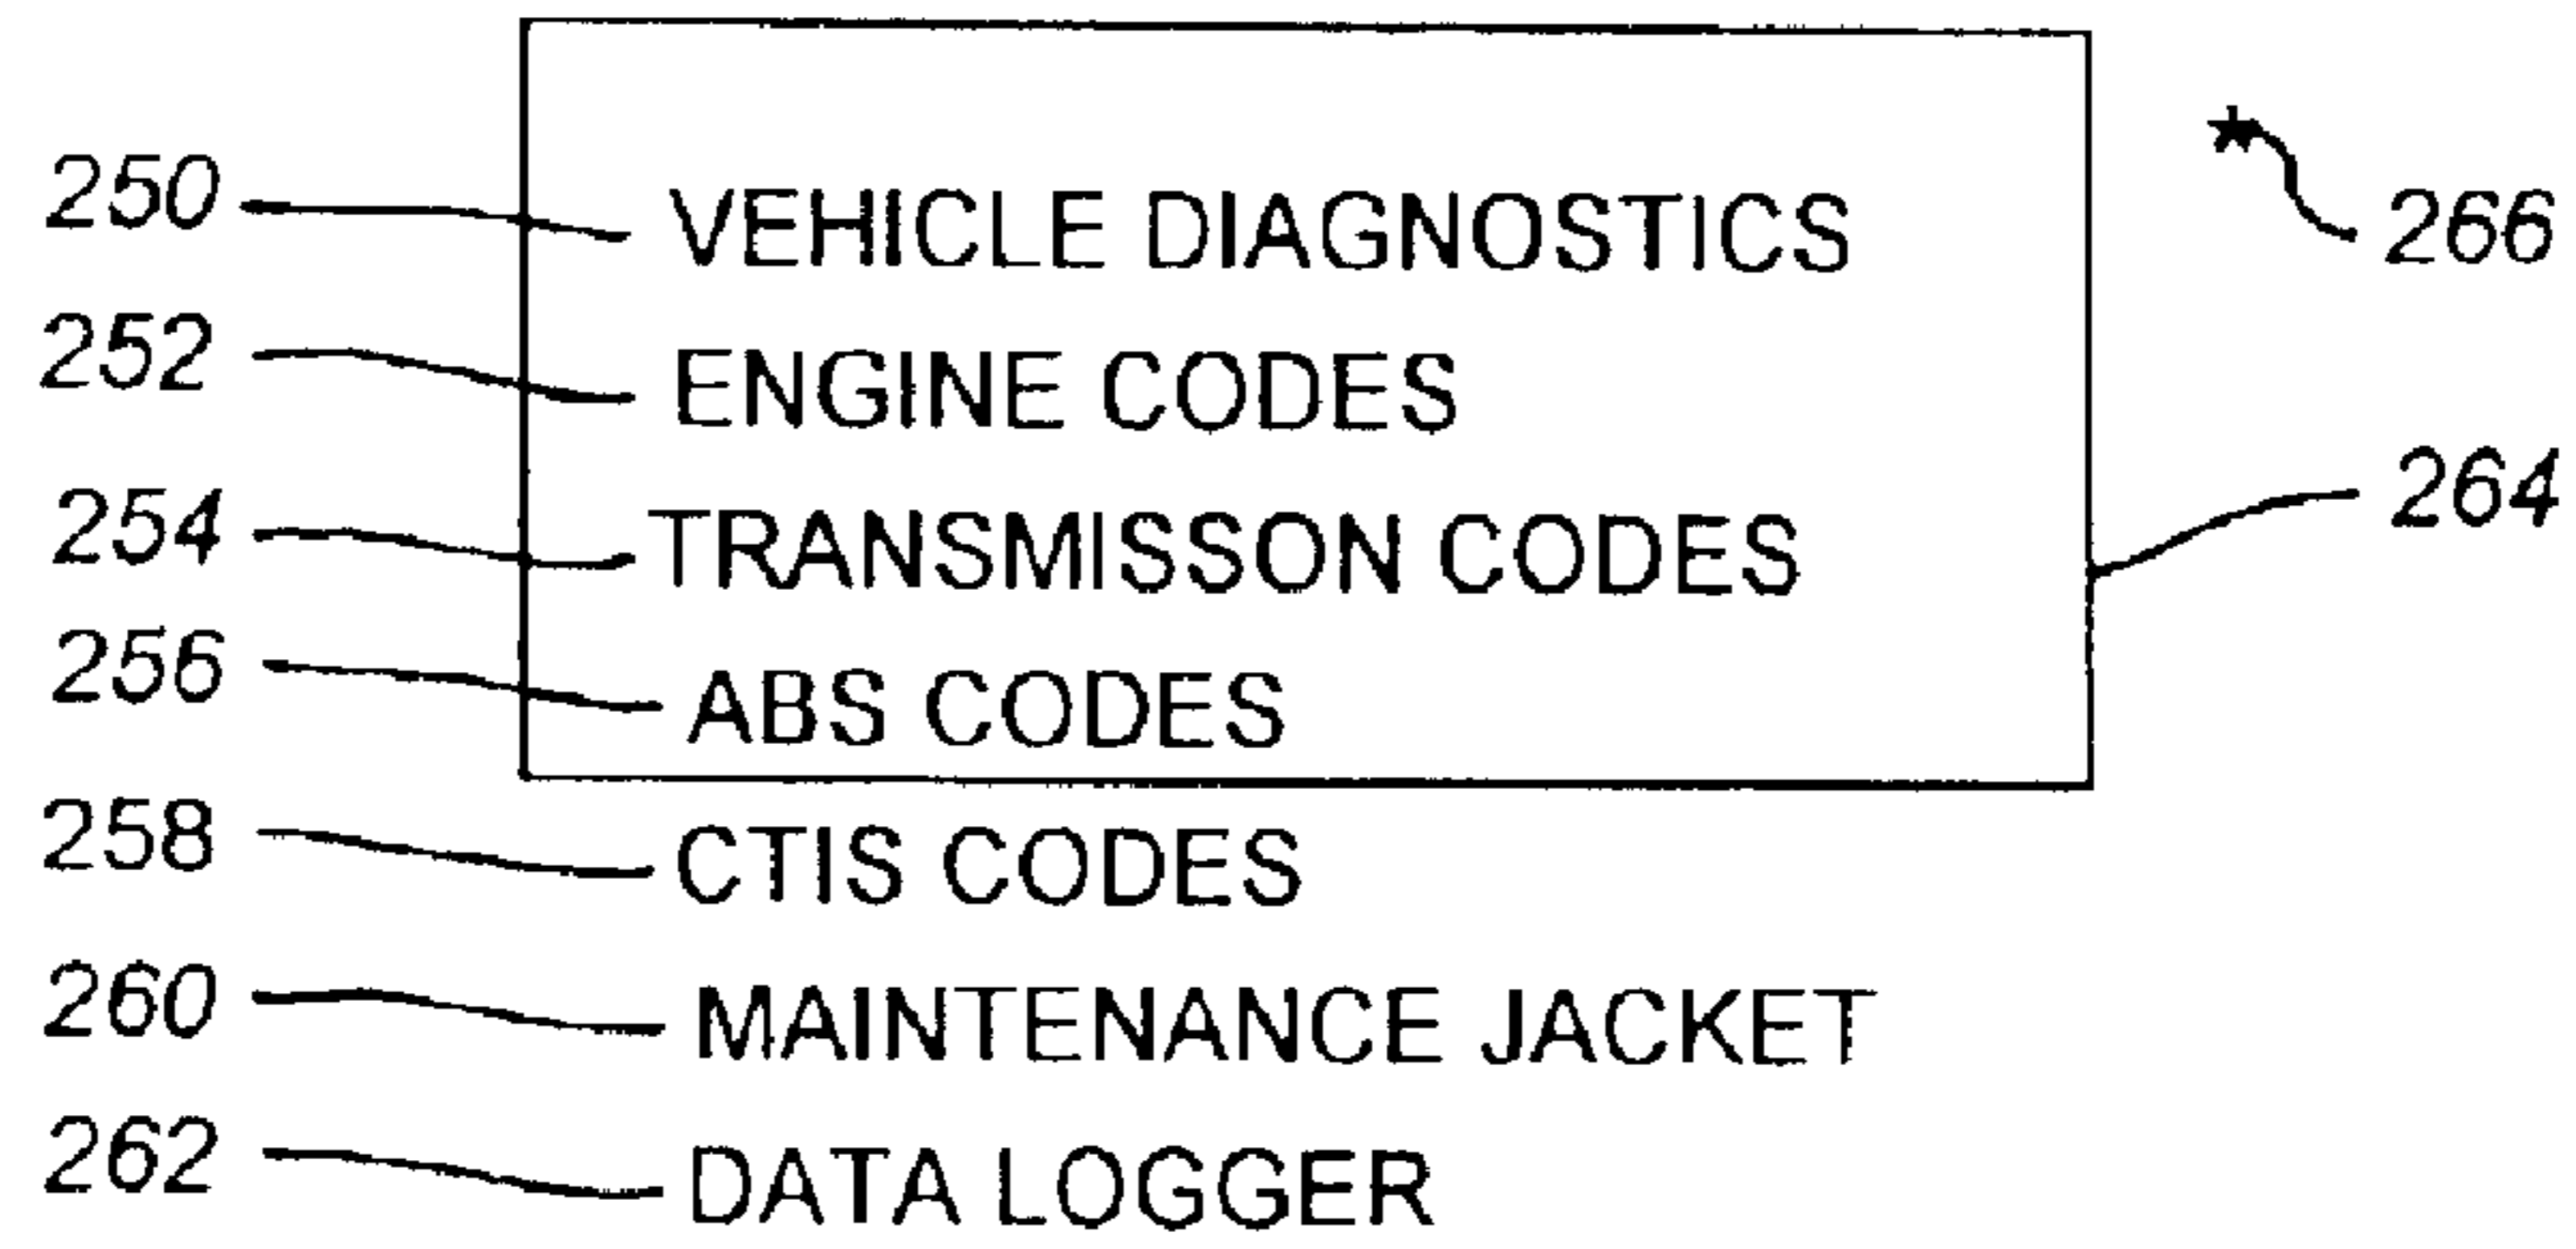 250 VEHICLE DIAGNOSTICS * 266
252 ENGINE CODES
254 TRANSMISSON CODES 264
256 ABS CODES
258 CTIS CODES
260 MAINTENANCE JACKET
262 DATA LOGGER